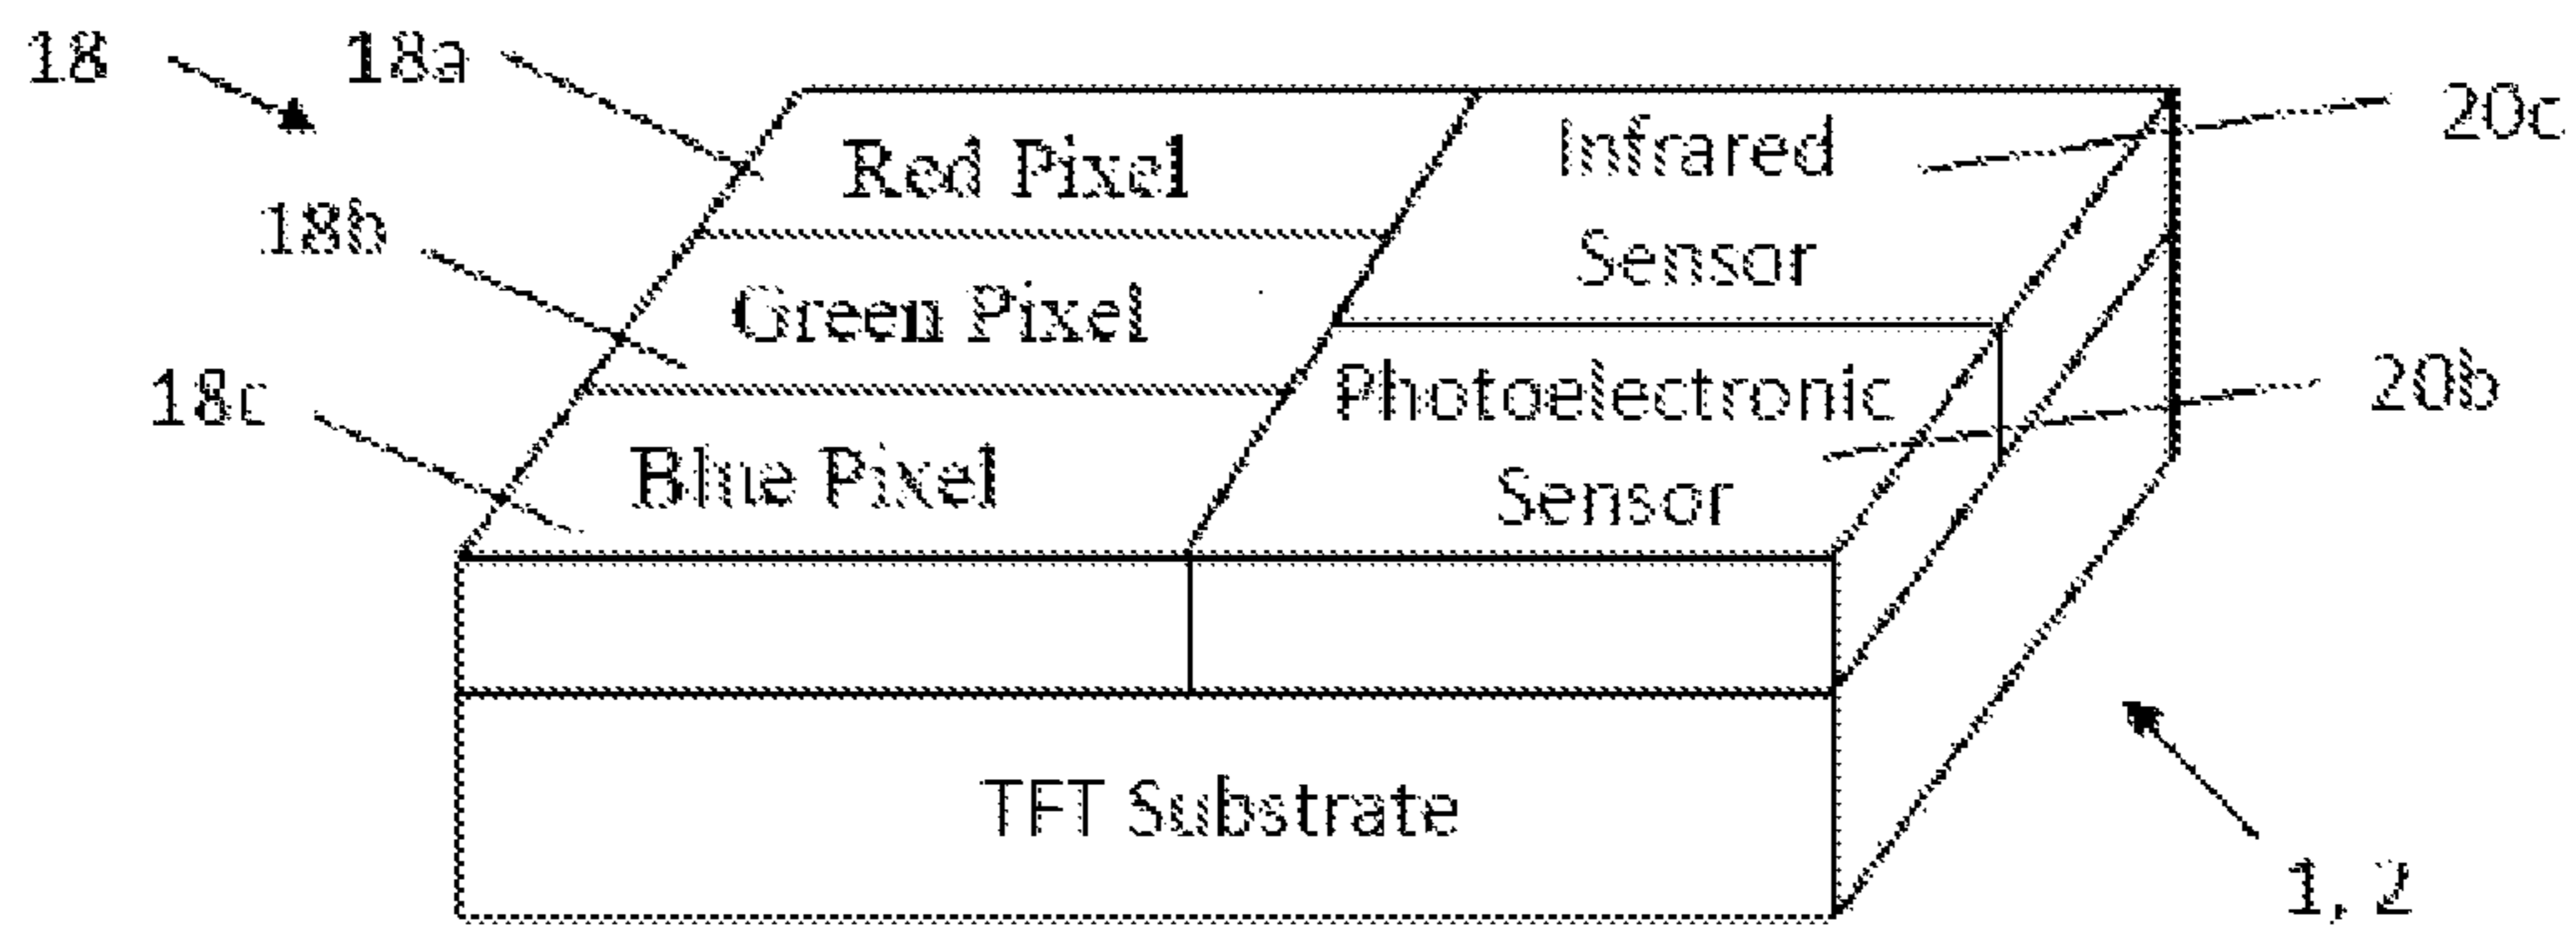 18
18a
Red Pixel
Infrared
Sensor
20c
18b
Green Pixel
Photoelectronic
Sensor
20b
18c
Blue Pixel
TFT Substrate
1, 2